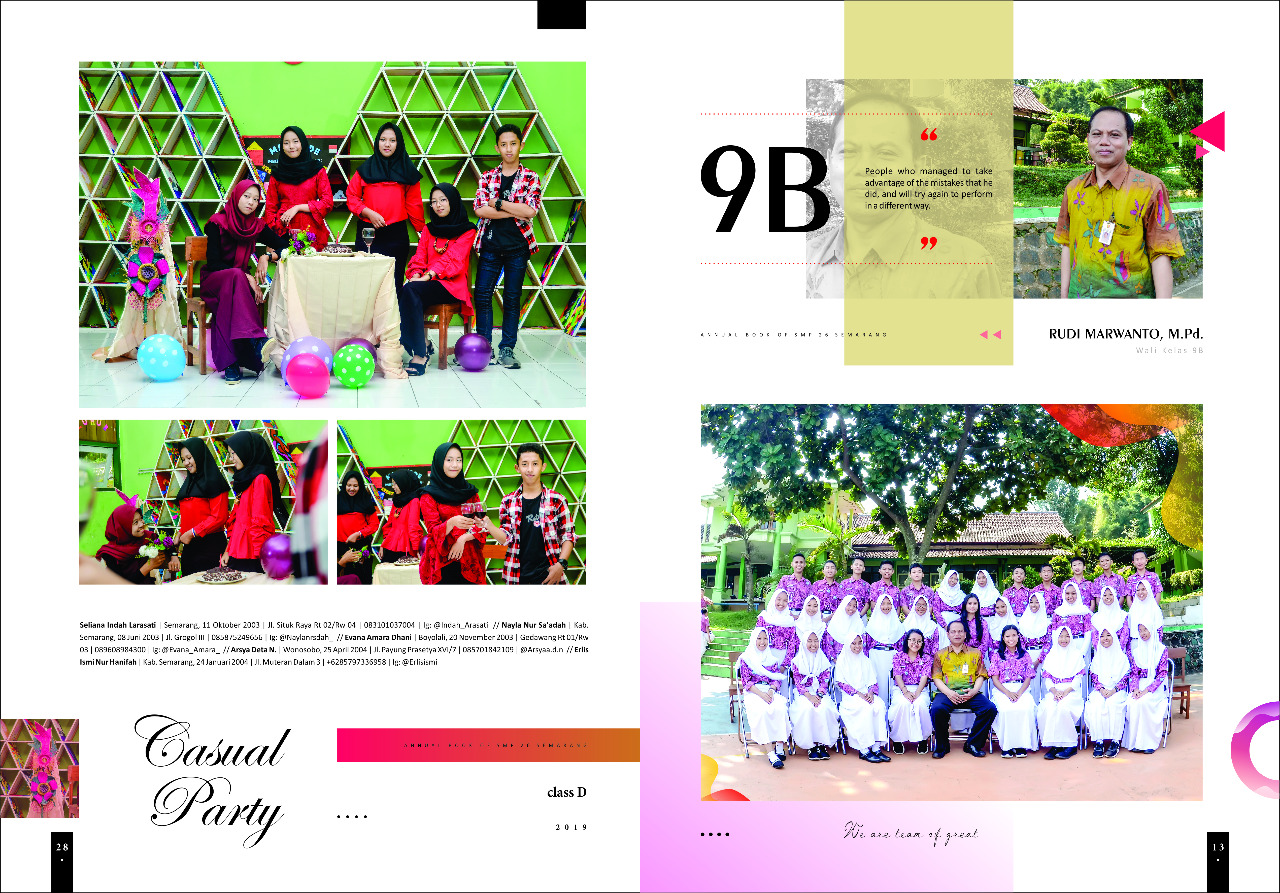 Seliana Indah Larasati | Semarang, 11 Oktober 2003 | Jl. Situk Raya Rt 02/Rw 04 | 083101037004 | Ig: @Indah_Arasati // Nayla Nur Sa'adah | Kab.
Semarang, 08 Juni 2003 | Jl. Grogol III | 085875249656 | Ig: @Naylanrsdah_ // Evana Amara Dhani | Boyolali, 20 November 2003 | Gedawang Rt 01/Rw
03 | 089603984300 | Ig: @Evana_Amara_ // Arsya Deta N. | Wonosobo, 25 April 2004 | Jl. Payung Prasetya XVI/7 | 085701842109 | @Arsyaa.d.n // Erlis
Ismi Nur Hanifah | Kab. Semarang, 24 Januari 2004 | Jl. Muteran Dalam 3 | +6285797336958 | Ig: @Erlisismi
Casual
Party
ANNUAL BOOK OF SMP 26 SEMARANG
class D
2019
28
9B
“
People who managed to take
advantage of the mistakes that he
did, and will try again to perform
in a different way.
”
ANNUAL BOOK OF SMP 26 SEMARANG
RUDI MARWANTO, M.Pd.
Wali Kelas 9B
We are team of great
13